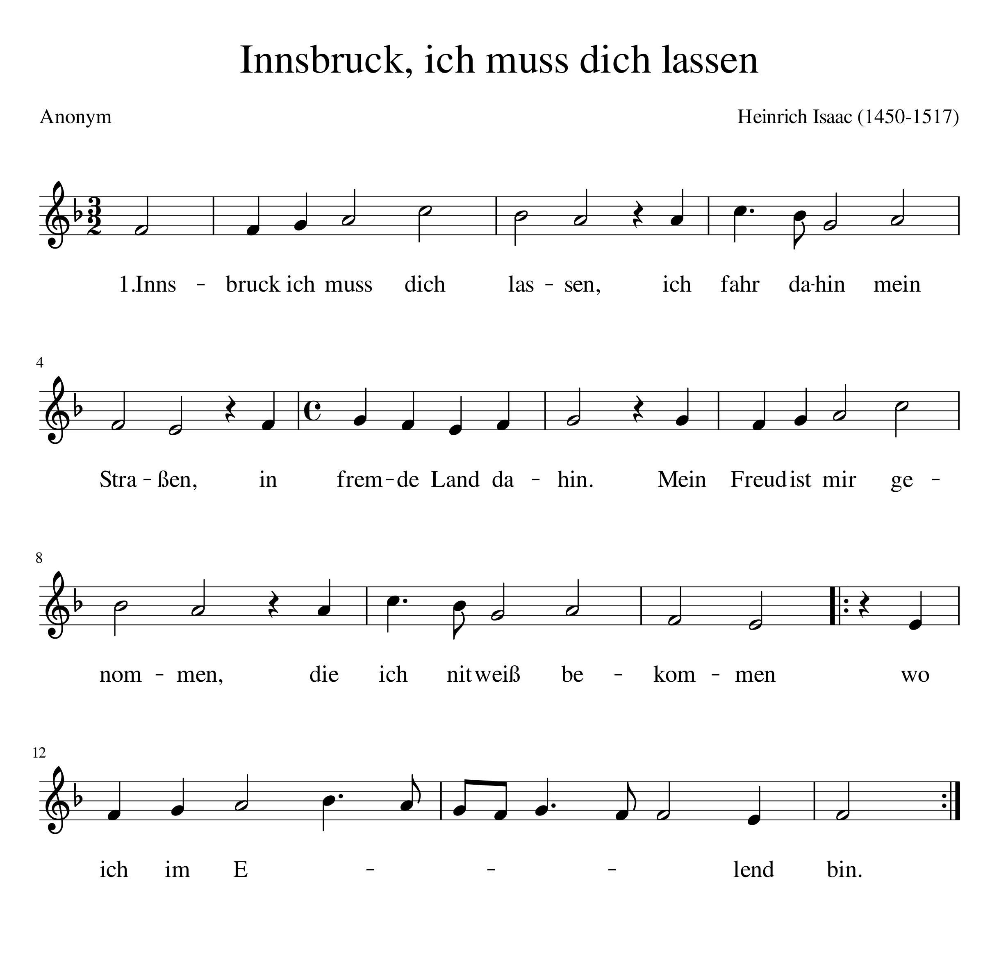 Innsbruck, ich muss dich lassen
Anonym
Heinrich Isaac (1450-1517)
1.Inns - bruck ich muss dich las - sen, ich fahr da-hin mein
4
Stra - ßen, in frem - de Land da - hin. Mein Freud ist mir ge -
8
nom - men, die ich nit weiß be - kom - men wo
12
ich im E - - - lend bin.